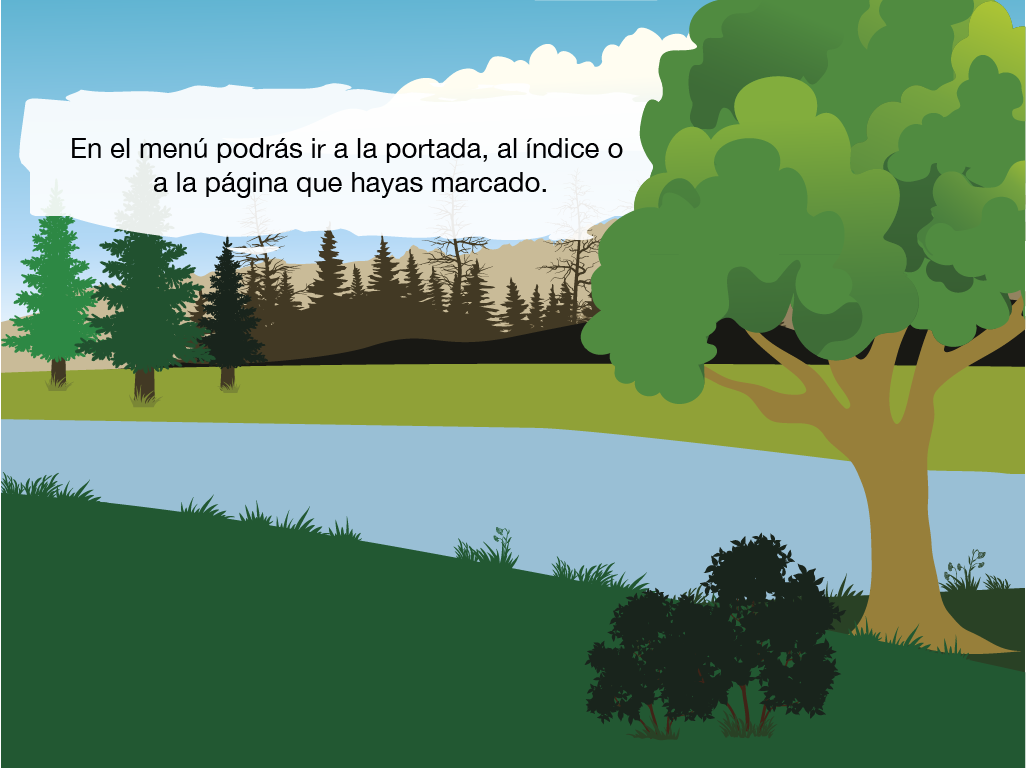 En el menú podrás ir a la portada, al índice o
a la página que hayas marcado.